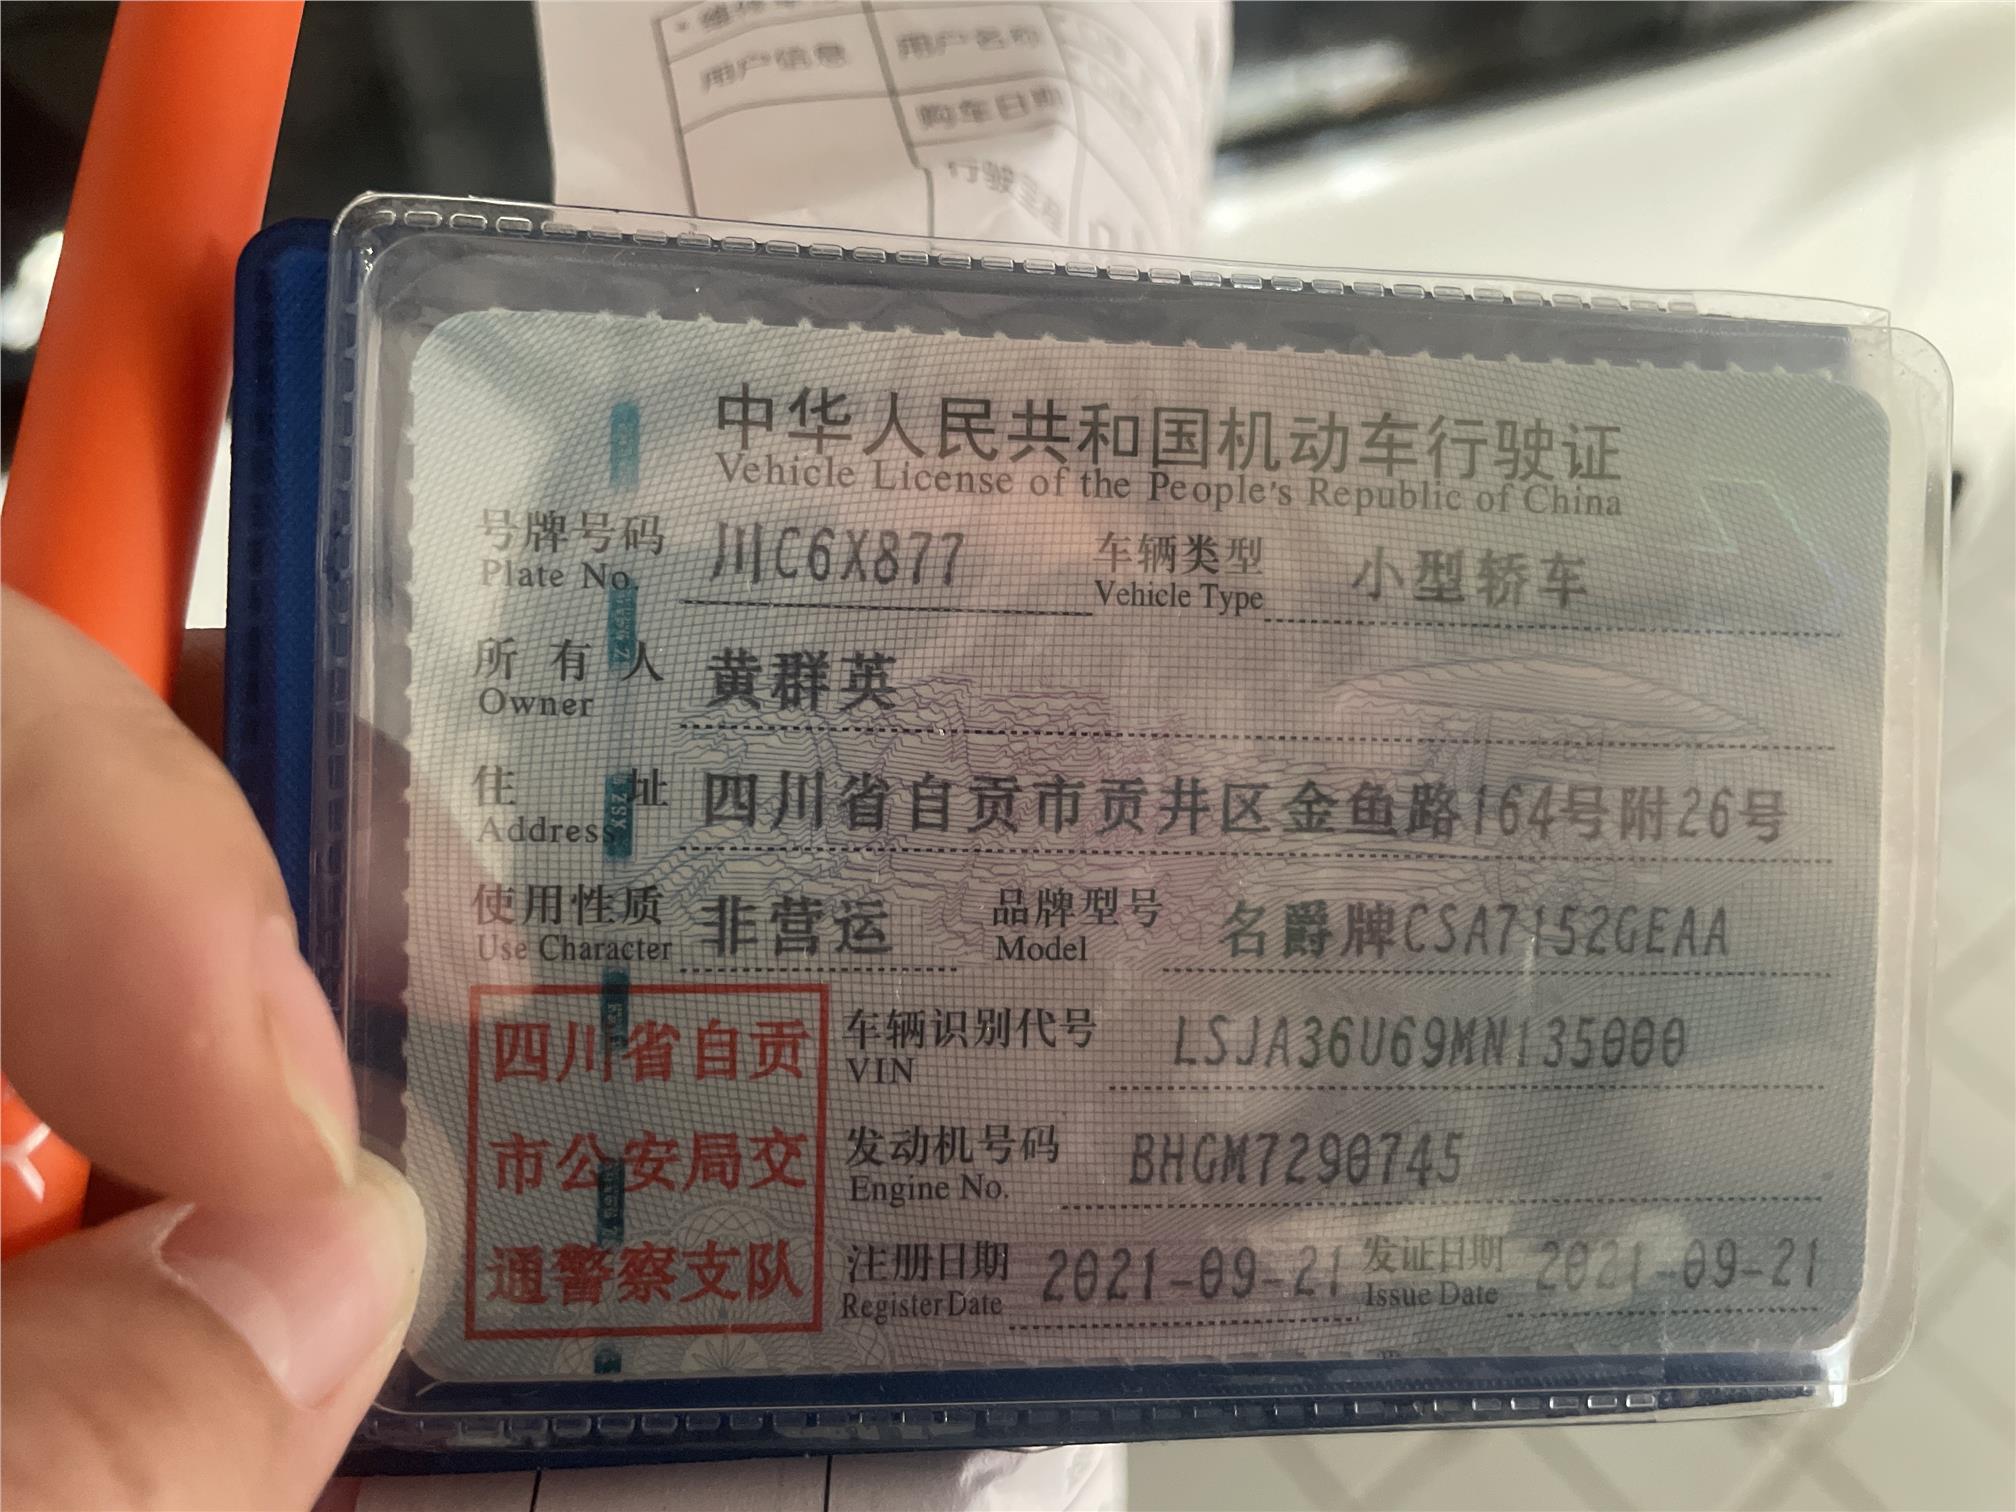 用户信息
用户名称
购车日期
中华人民共和国机动车行驶证
Vehicle License of the People's Republic of China
号牌号码 川C6X877 车辆类型 小型轿车
Plate No. Vehicle Type
所有人 黄群英
Owner
住址 四川省自贡市贡井区金鱼路164号附26号
Address
使用性质 非营运 品牌型号 名爵牌CSA7152GEAA
Use Character Model
四川省自贡
市公安局交
通警察支队
车辆识别代号 LSJA36U69MN135000
VIN
发动机号码 BHGM7290745
Engine No.
注册日期 2021-09-21 发证日期 2021-09-21
Register Date Issue Date